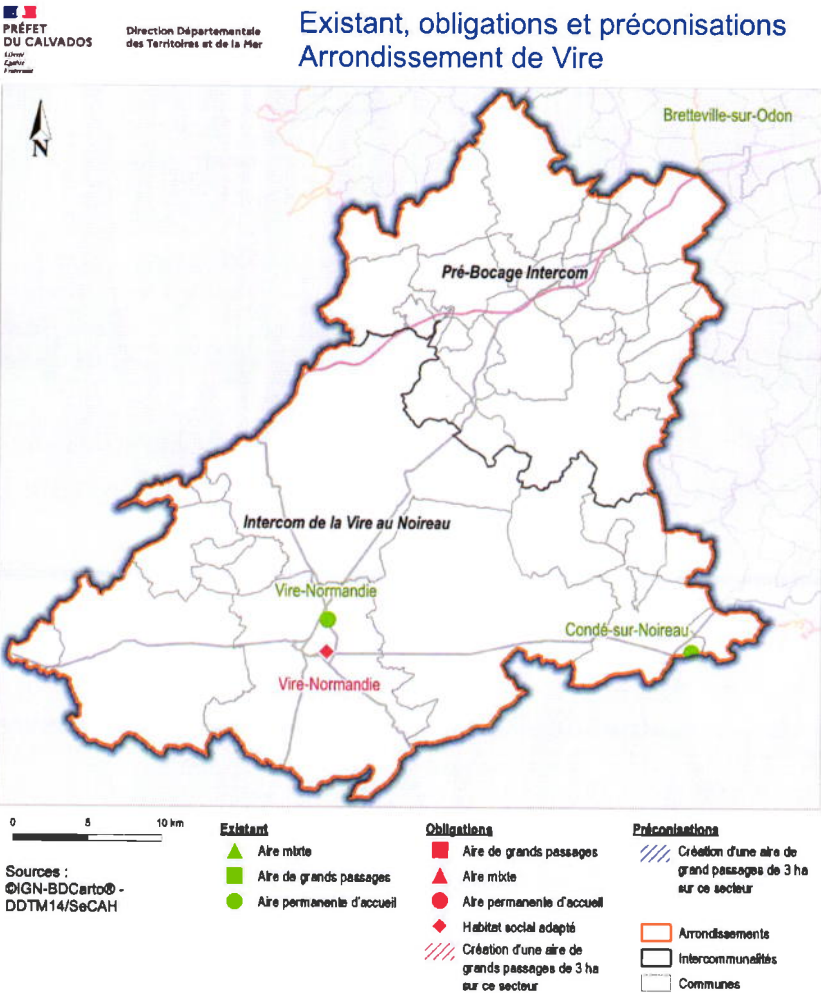 PRÉFET
DU CALVADOS
Liberté
Égalité
Fraternité
Direction Départementale
des Territoires et de la Mer
Existant, obligations et préconisations
Arrondissement de Vire
N
Bretteville-sur-Odon
Pré-Bocage Intercom
Intercom de la Vire au Noireau
Vire-Normandie
Condé-sur-Noireau
Vire-Normandie
0 5 10 km
Sources :
©IGN-BDCarto® -
DDTM14/SeCAH
Existant
Aire mixte
Aire de grands passages
Aire permanente d'accueil
Obligations
Aire de grands passages
Aire mixte
Aire permanente d'accueil
Habitat social adapté
Création d'une aire de
grands passages de 3 ha
sur ce secteur
Préconisations
Création d'une aire de
grand passages de 3 ha
sur ce secteur
Arrondissements
Intercommunalités
Communes